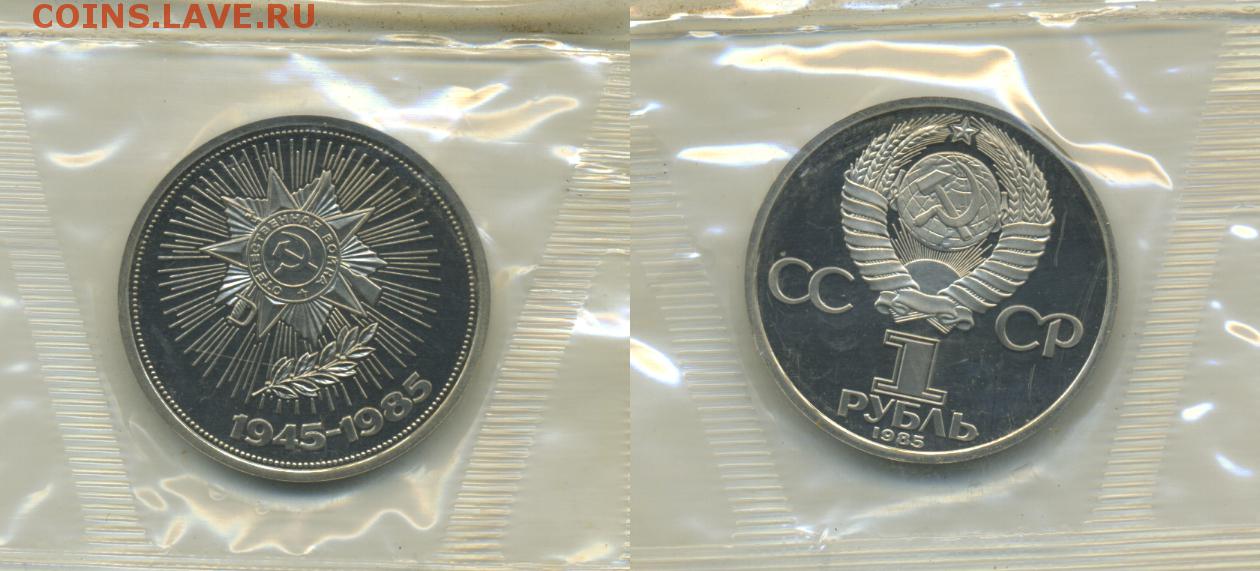 COINS.LAVE.RU
ОТЕЧЕСТВЕННАЯ ВОЙНА
1945-1985
СС СР
1
РУБЛЬ
1985